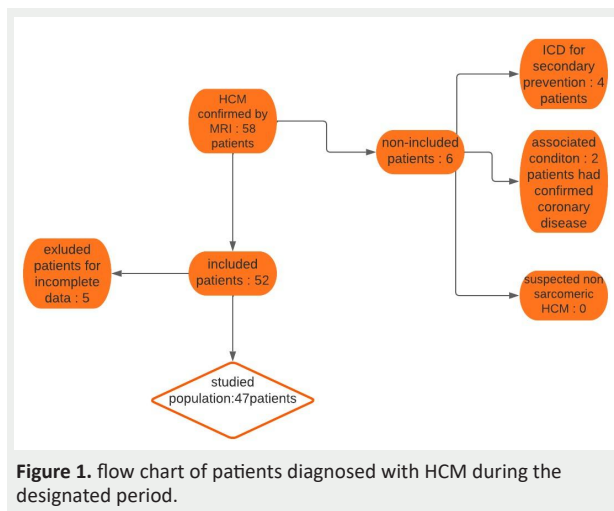 HCM
confirmed by
MRI : 58
patients
non-included
patients : 6
ICD for
secondary
prevention : 4
patients
associated
conditon : 2
patients had
confirmed
coronary
disease
suspected non
sarcomeric
HCM : 0
included
patients : 52
exluded
patients for
incomplete
data : 5
studied
population:47patients
Figure 1. flow chart of patients diagnosed with HCM during the
designated period.